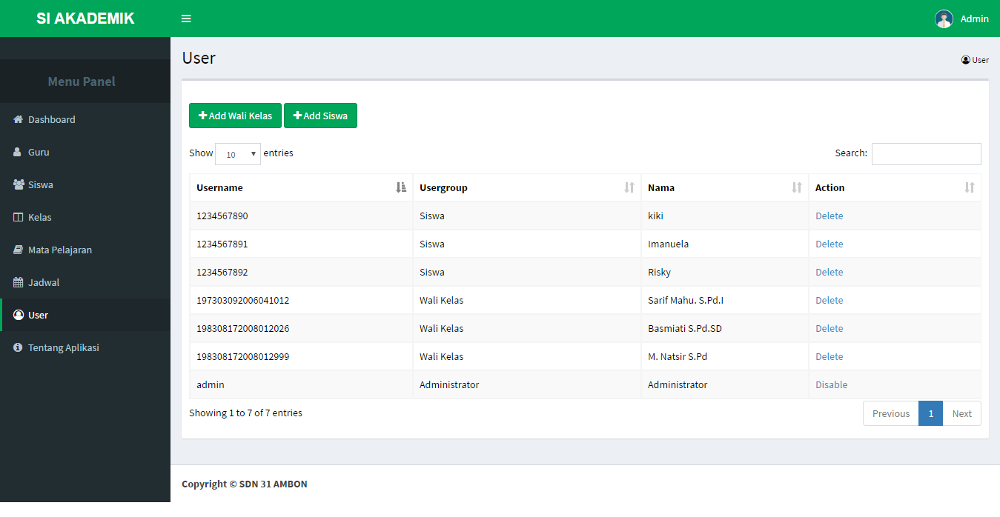 SI AKADEMIK
Admin
Menu Panel
Dashboard
Guru
Siswa
Kelas
Mata Pelajaran
Jadwal
User
Tentang Aplikasi
User
User
Add Wali Kelas Add Siswa
Show 10 entries Search:
Username Usergroup Nama Action
1234567890 Siswa kiki Delete
1234567891 Siswa Imanuela Delete
1234567892 Siswa Risky Delete
197303092006041012 Wali Kelas Sarif Mahu. S.Pd.I Delete
198308172008012026 Wali Kelas Basmiati S.Pd.SD Delete
198308172008012999 Wali Kelas M. Natsir S.Pd Delete
admin Administrator Administrator Disable
Showing 1 to 7 of 7 entries Previous 1 Next
Copyright © SDN 31 AMBON